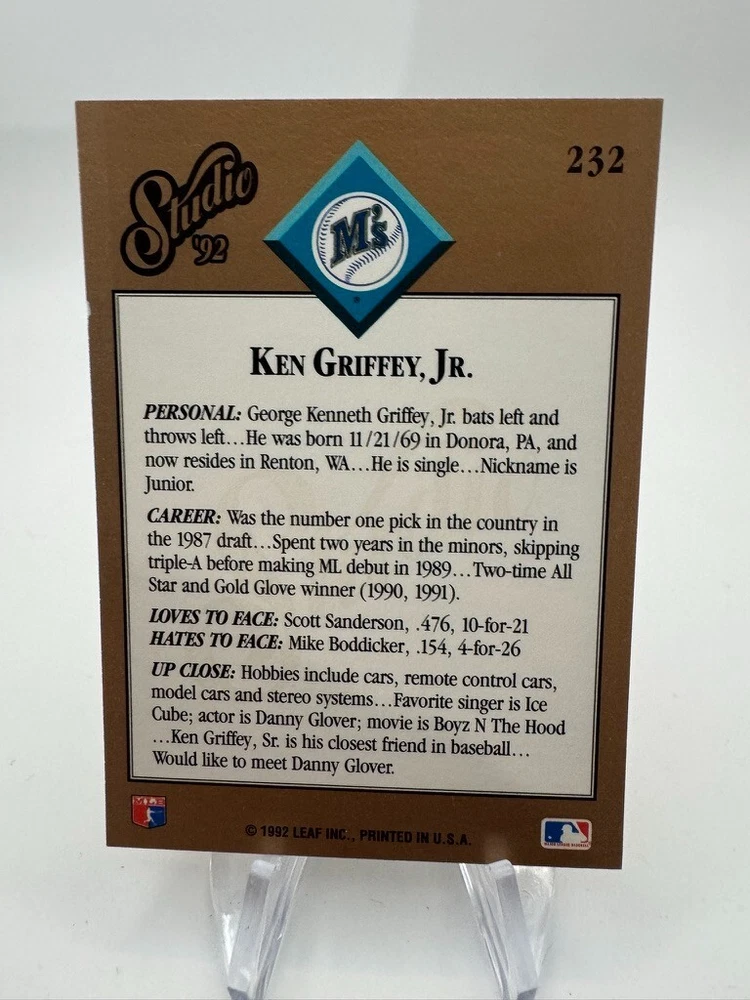 Studio '92
232
M's
KEN GRIFFEY, JR.
PERSONAL: George Kenneth Griffey, Jr. bats left and
throws left...He was born 11/21/69 in Donora, PA, and
now resides in Renton, WA...He is single...Nickname is
Junior.
CAREER: Was the number one pick in the country in
the 1987 draft...Spent two years in the minors, skipping
triple-A before making ML debut in 1989...Two-time All
Star and Gold Glove winner (1990, 1991).
LOVES TO FACE: Scott Sanderson, .476, 10-for-21
HATES TO FACE: Mike Boddicker, .154, 4-for-26
UP CLOSE: Hobbies include cars, remote control cars,
model cars and stereo systems...Favorite singer is Ice
Cube; actor is Danny Glover; movie is Boyz N The Hood
...Ken Griffey, Sr. is his closest friend in baseball...
Would like to meet Danny Glover.
© 1992 LEAF INC., PRINTED IN U.S.A.